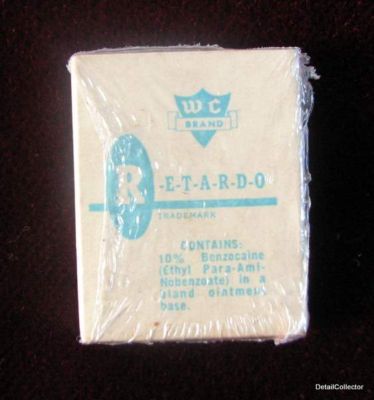 WC
BRAND
R-E-T-A-R-D-O
TRADEMARK
CONTAINS:
10% Benzocaine
(Ethyl Para-Ami-
Nobenzoate) in a
bland ointment
base.
DetailCollector